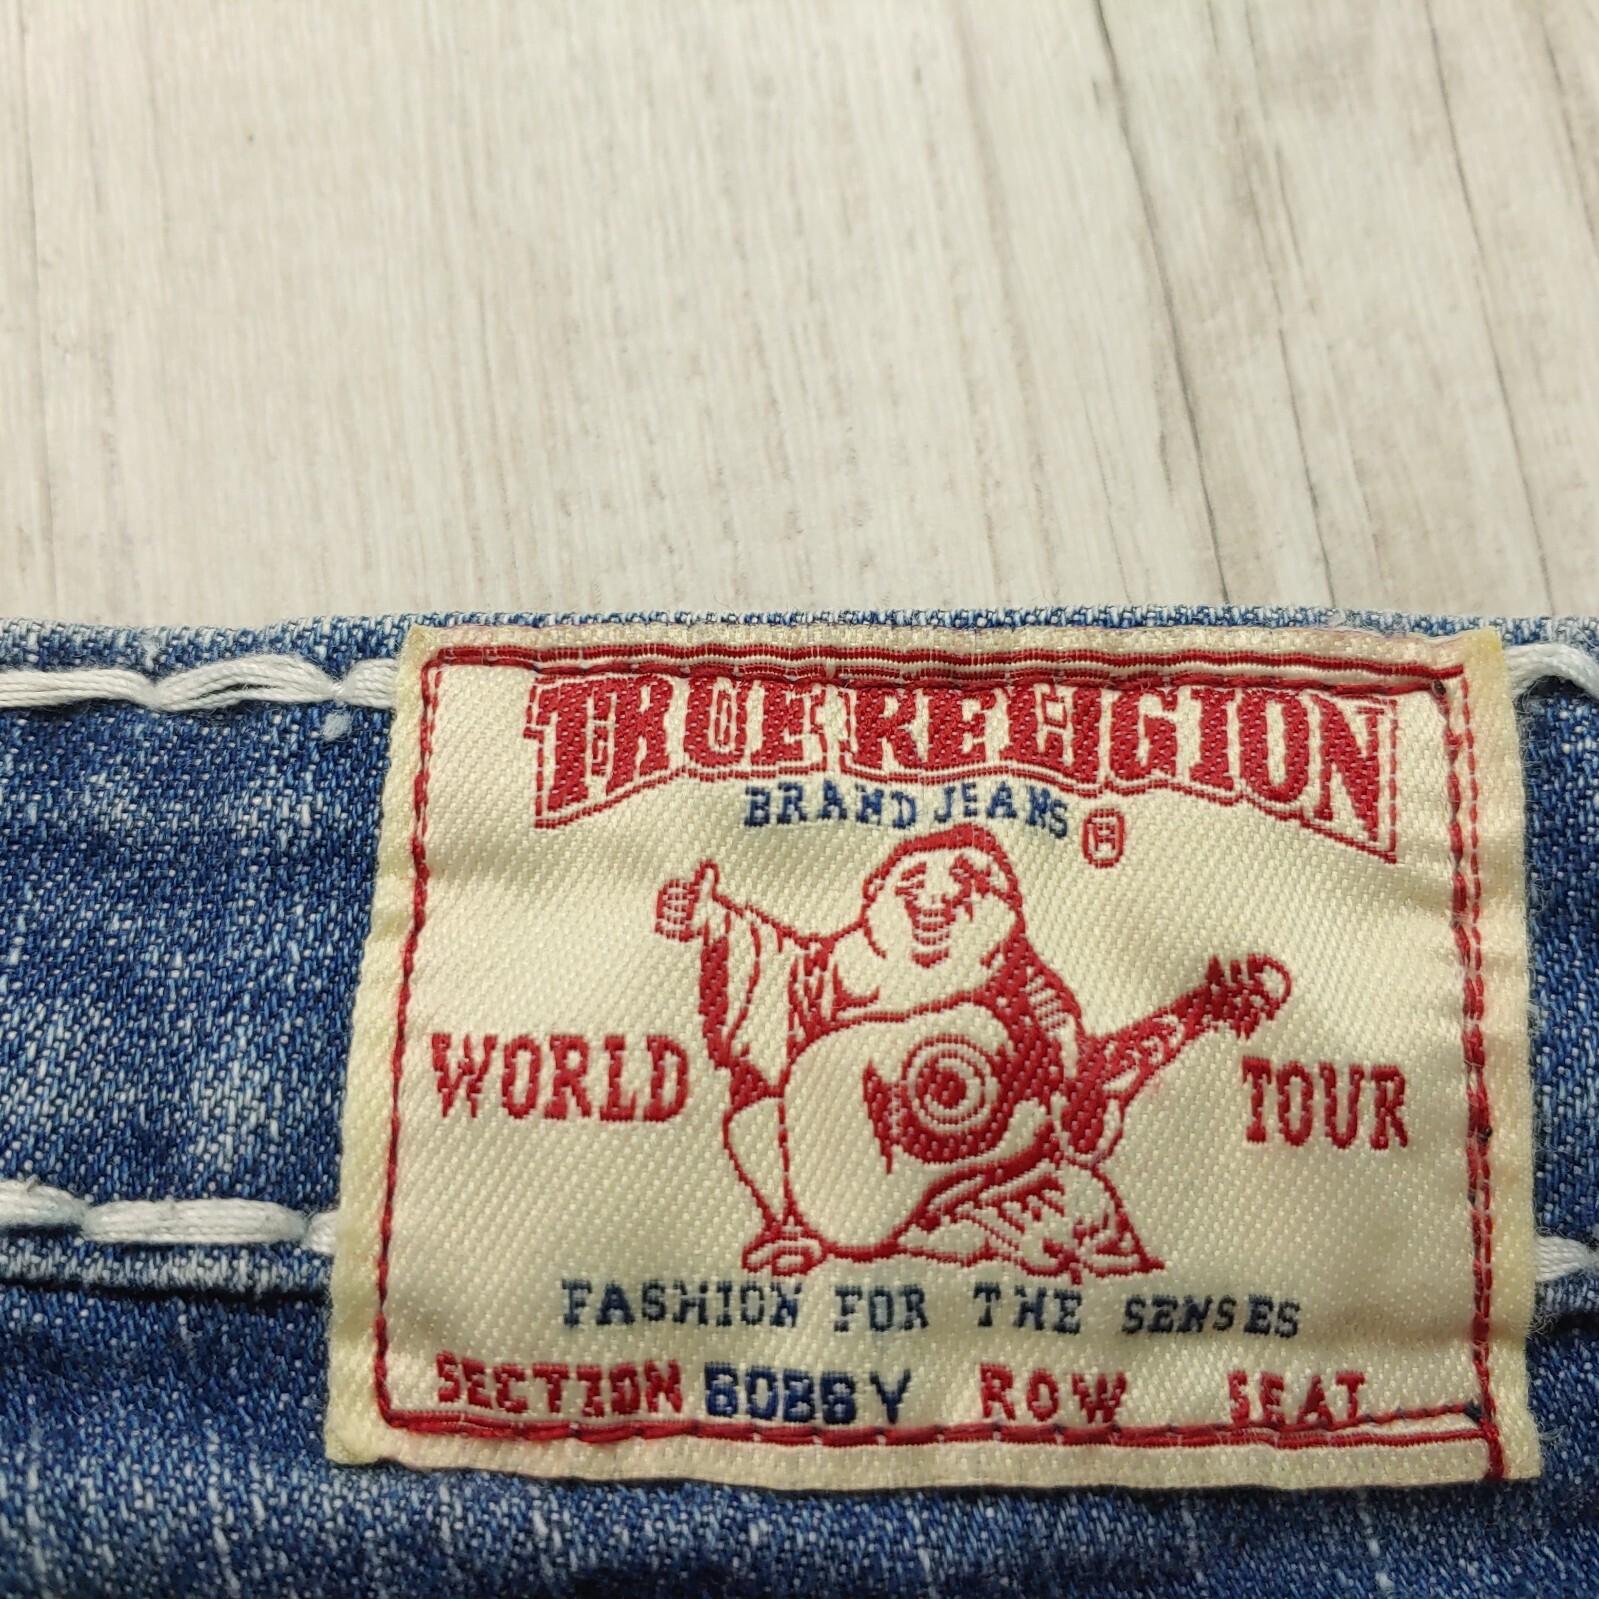 TRUE RELIGION
BRAND JEANS ®
WORLD TOUR
FASHION FOR THE SENSES
SECTION BOBBY ROW SEAT